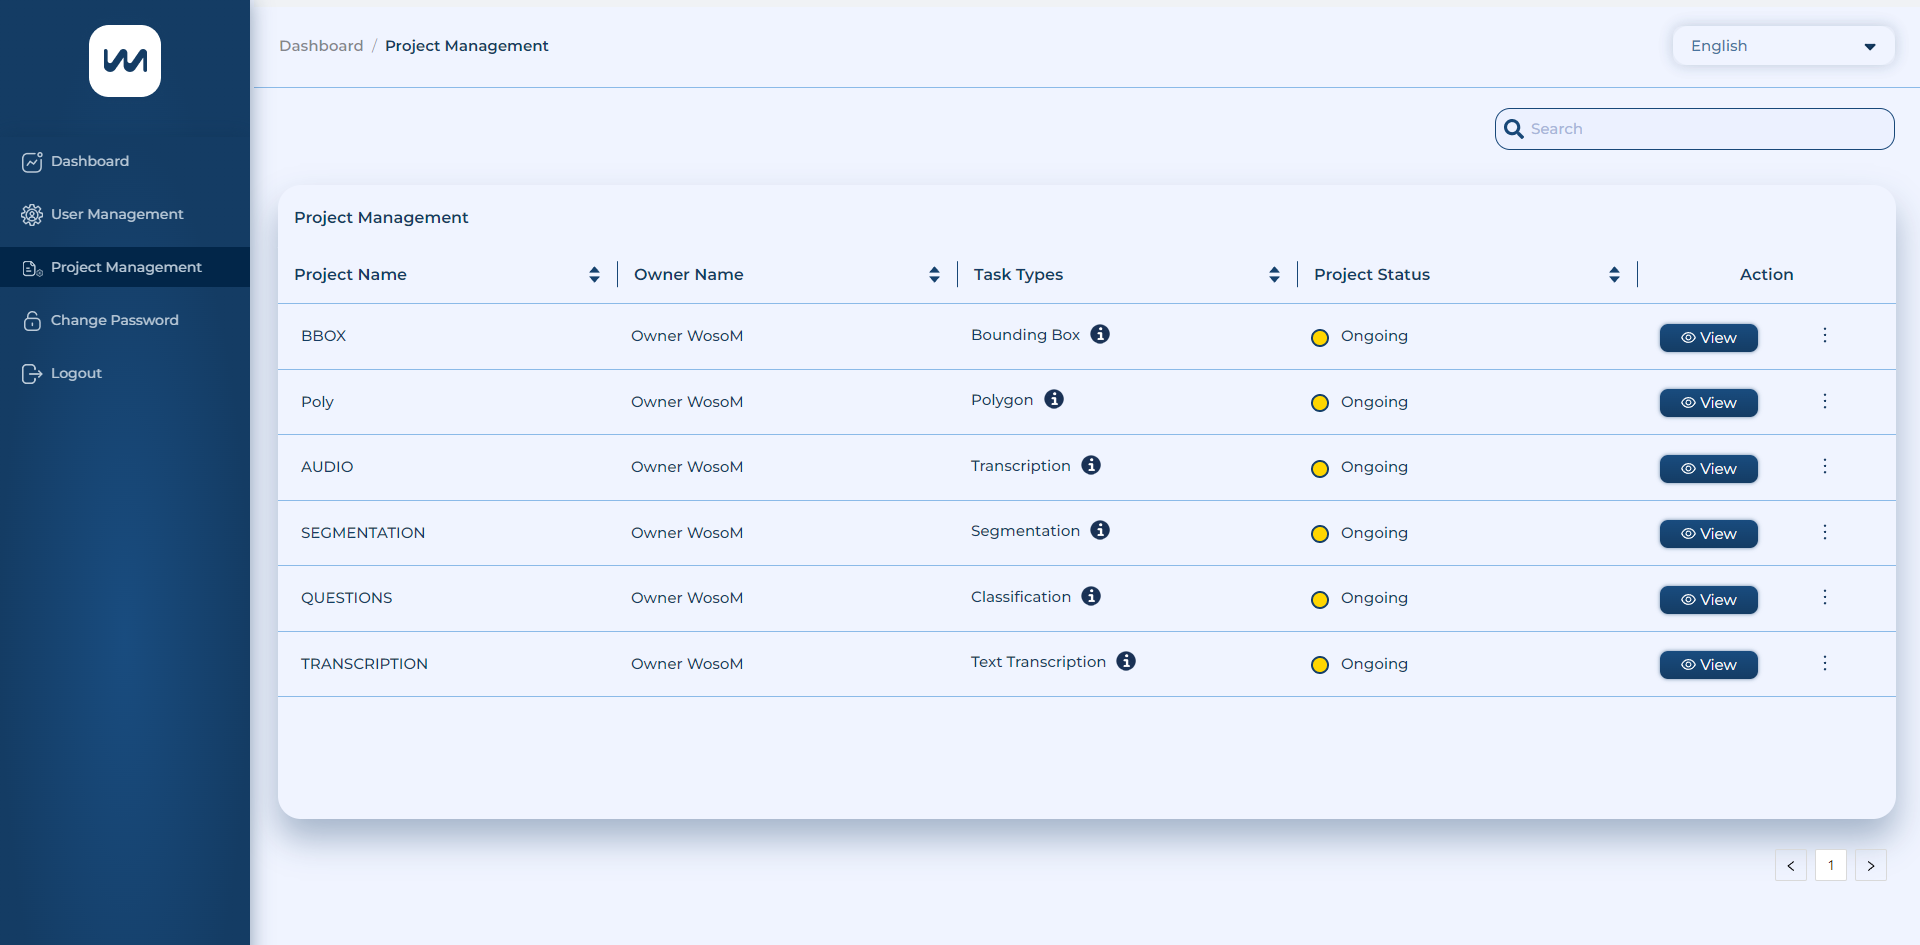 Dashboard / Project Management
English
Dashboard
User Management
Project Management
Change Password
Logout
Search
Project Management
Project Name Owner Name Task Types Project Status Action
BBOX Owner WosoM Bounding Box Ongoing View
Poly Owner WosoM Polygon Ongoing View
AUDIO Owner WosoM Transcription Ongoing View
SEGMENTATION Owner WosoM Segmentation Ongoing View
QUESTIONS Owner WosoM Classification Ongoing View
TRANSCRIPTION Owner WosoM Text Transcription Ongoing View
< 1 >